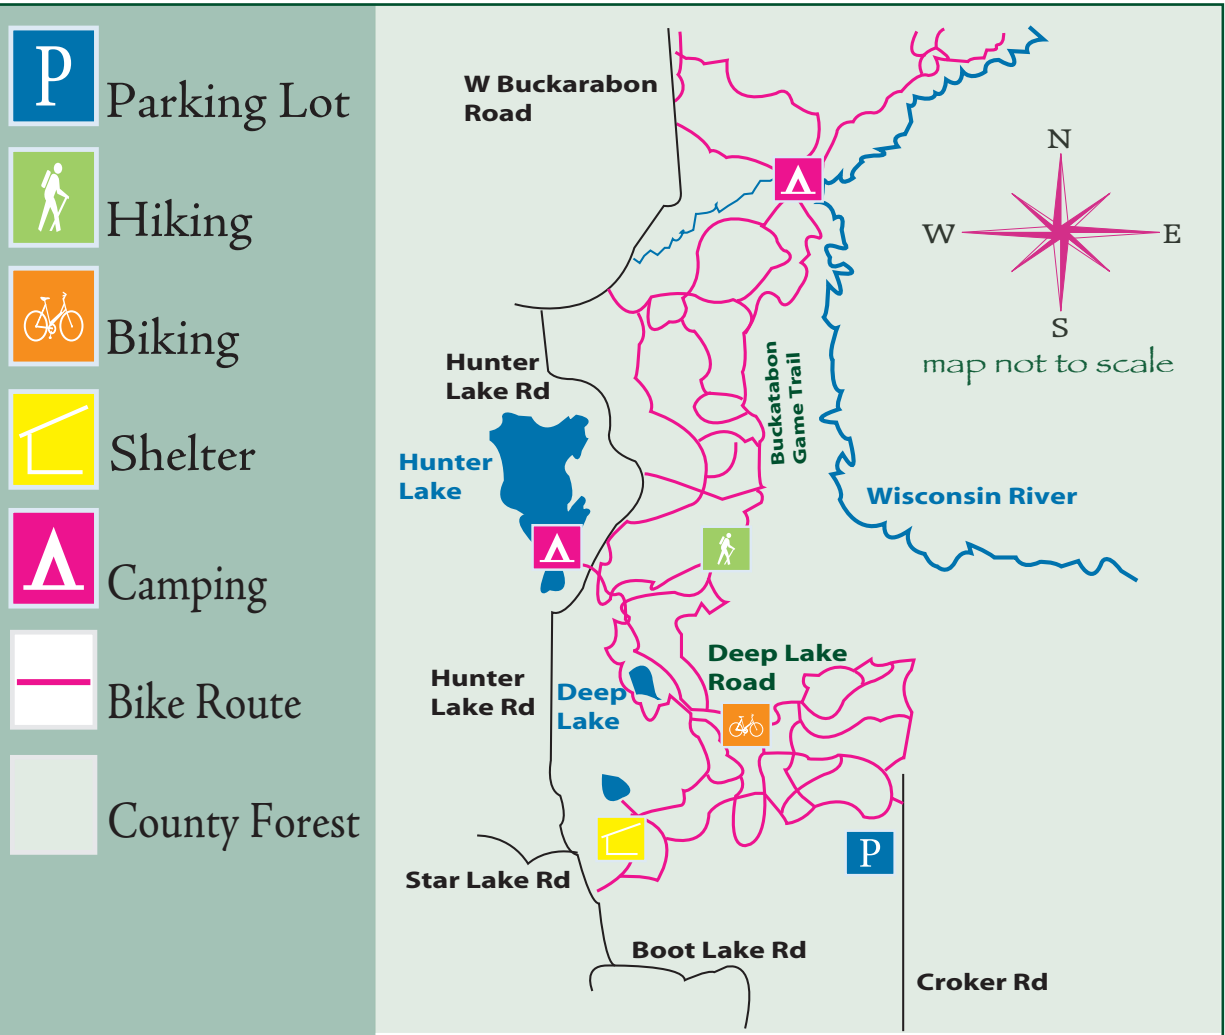 P
Parking Lot
Hiking
Biking
Shelter
Camping
Bike Route
County Forest
W Buckarabon
Road
N
W
E
S
map not to scale
Hunter
Lake Rd
Buckatabon
Game Trail
Hunter
Lake
Wisconsin River
Deep Lake
Road
Hunter
Lake Rd
Deep
Lake
P
Star Lake Rd
Boot Lake Rd
Croker Rd